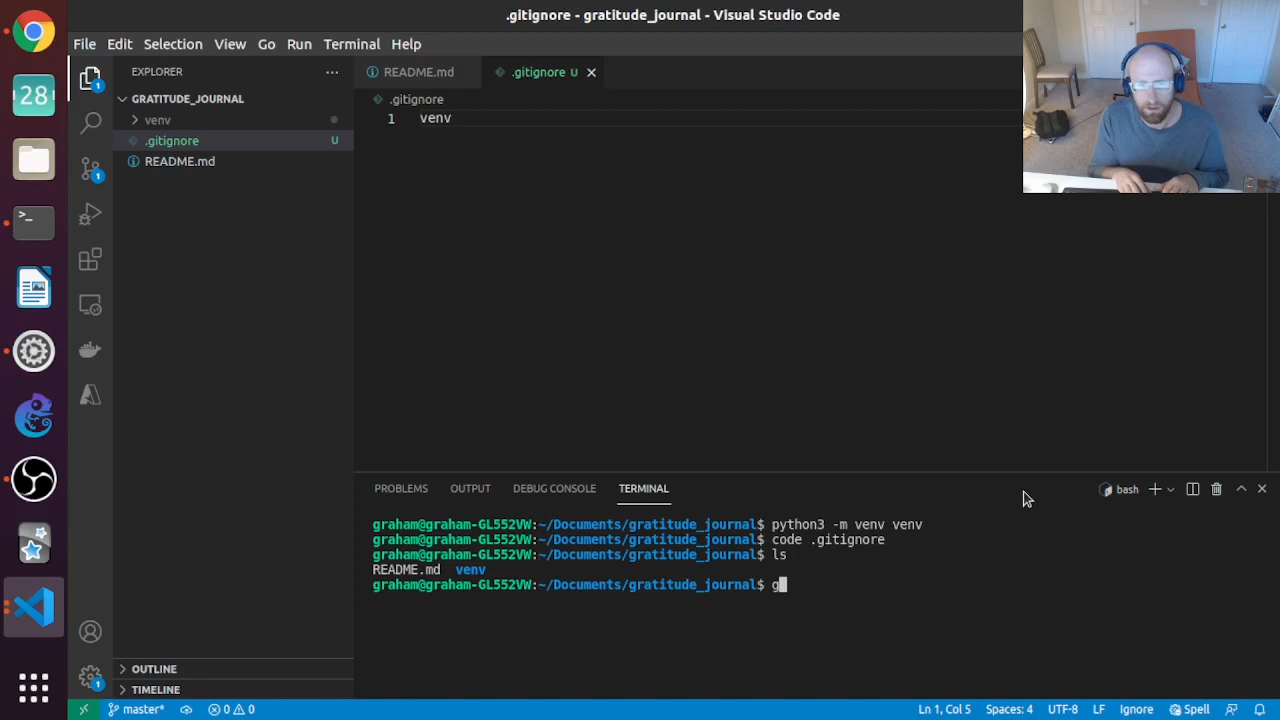 .gitignore - gratitude_journal - Visual Studio Code
File Edit Selection View Go Run Terminal Help
28
EXPLORER
GRATITUDE_JOURNAL
venv
.gitignore U
README.md
OUTLINE
TIMELINE
README.md
.gitignore U
.gitignore
1 venv
PROBLEMS OUTPUT DEBUG CONSOLE TERMINAL
bash
graham@graham-GL552VW:~/Documents/gratitude_journal$ python3 -m venv venv
graham@graham-GL552VW:~/Documents/gratitude_journal$ code .gitignore
graham@graham-GL552VW:~/Documents/gratitude_journal$ ls
README.md venv
graham@graham-GL552VW:~/Documents/gratitude_journal$ g
1
1
1
master* 0 0 Ln 1, Col 5 Spaces: 4 UTF-8 LF Ignore Spell